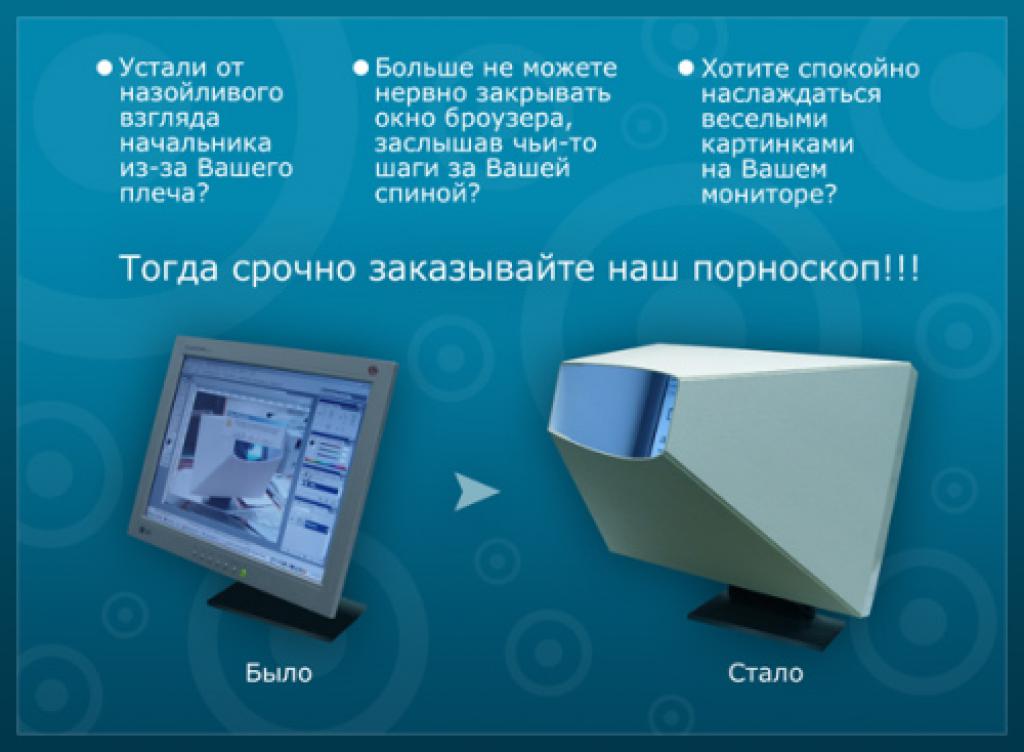 ● Устали от
назойливого
взгляда
начальника
из-за Вашего
плеча?
● Больше не можете
нервно закрывать
окно броузера,
заслышав чьи-то
шаги за Вашей
спиной?
● Хотите спокойно
наслаждаться
веселыми
картинками
на Вашем
мониторе?
Тогда срочно заказывайте наш порноскоп!!!
Было
Стало